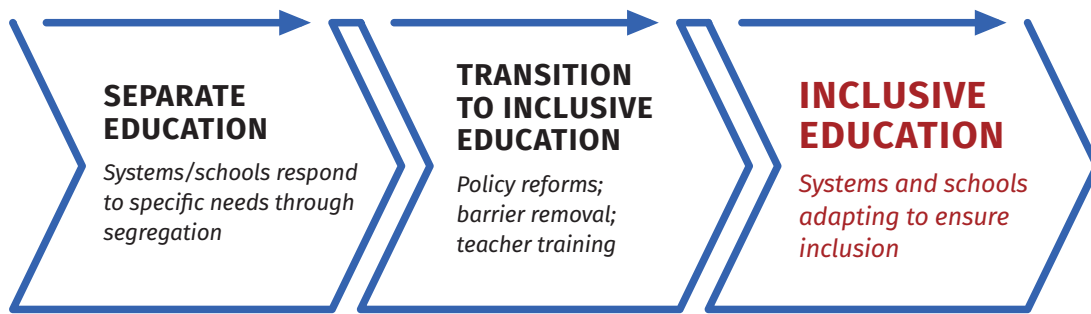 SEPARATE
EDUCATION
Systems/schools respond
to specific needs through
segregation
TRANSITION
TO INCLUSIVE
EDUCATION
Policy reforms;
barrier removal;
teacher training
INCLUSIVE
EDUCATION
Systems and schools
adapting to ensure
inclusion